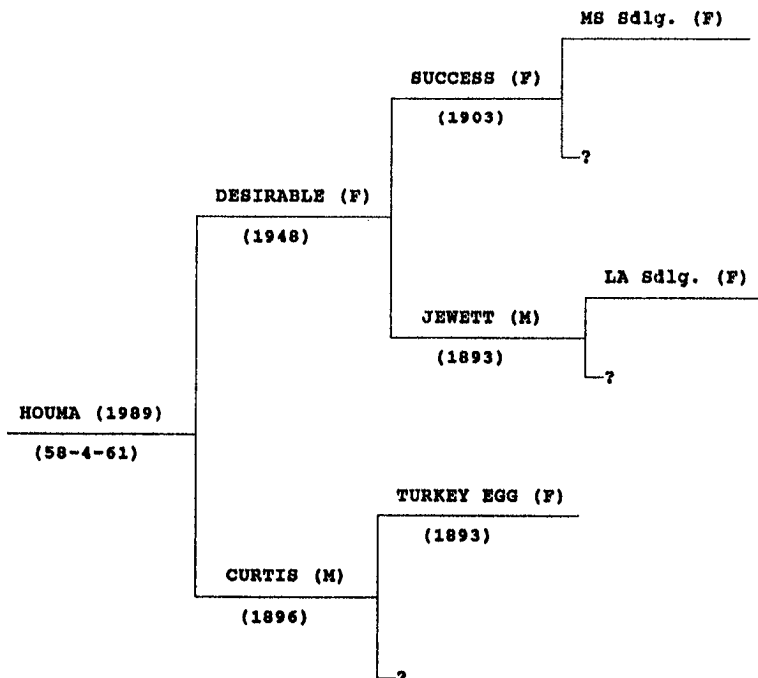 MS Sdlg. (F)
SUCCESS (F)
(1903)
?
DESIRABLE (F)
(1948)
LA Sdlg. (F)
JEWETT (M)
(1893)
?
HOUMA (1989)
(58-4-61)
TURKEY EGG (F)
(1893)
CURTIS (M)
(1896)
?